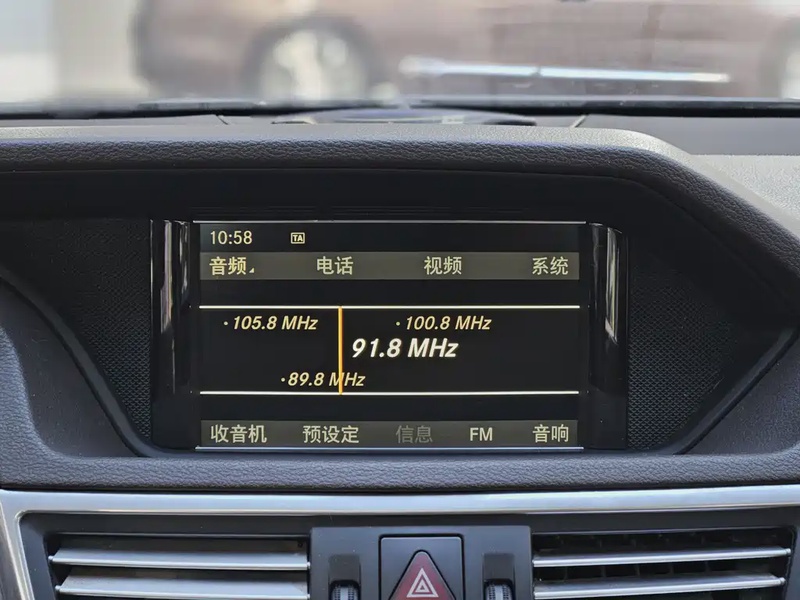 10:58 TA
音频 电话 视频 系统
·105.8 MHz ·100.8 MHz
91.8 MHz
·89.8 MHz
收音机 预设定 信息 FM 音响